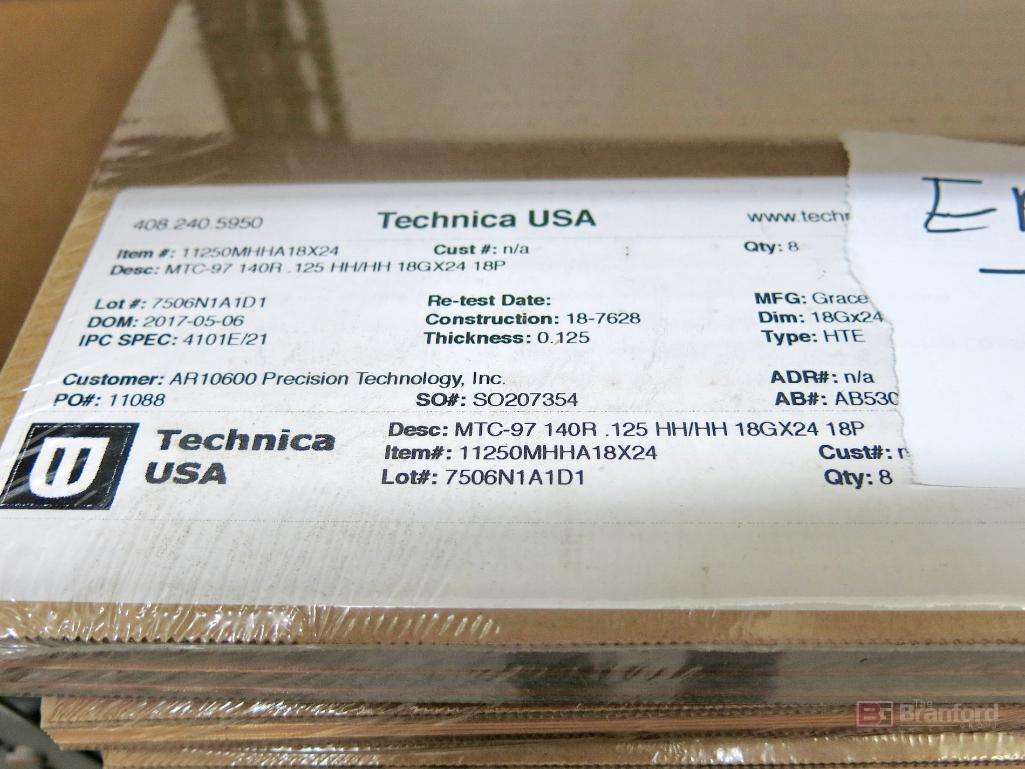 408.240.5950 Technica USA
Item #: 11250MHHA18X24 Cust #: n/a Qty: 8
Desc: MTC-97 140R .125 HH/HH 18GX24 18P
Lot #: 7506N1A1D1 Re-test Date: MFG: Grace
DOM: 2017-05-06 Construction: 18-7628 Dim: 18Gx24
IPC SPEC: 4101E/21 Thickness: 0.125 Type: HTE
Customer: AR10600 Precision Technology, Inc. ADR#: n/a
PO#: 11088 SO#: SO207354 AB#: AB530
Technica USA
Desc: MTC-97 140R .125 HH/HH 18GX24 18P
Item#: 11250MHHA18X24 Cust#:
Lot#: 7506N1A1D1 Qty: 8
The Branford